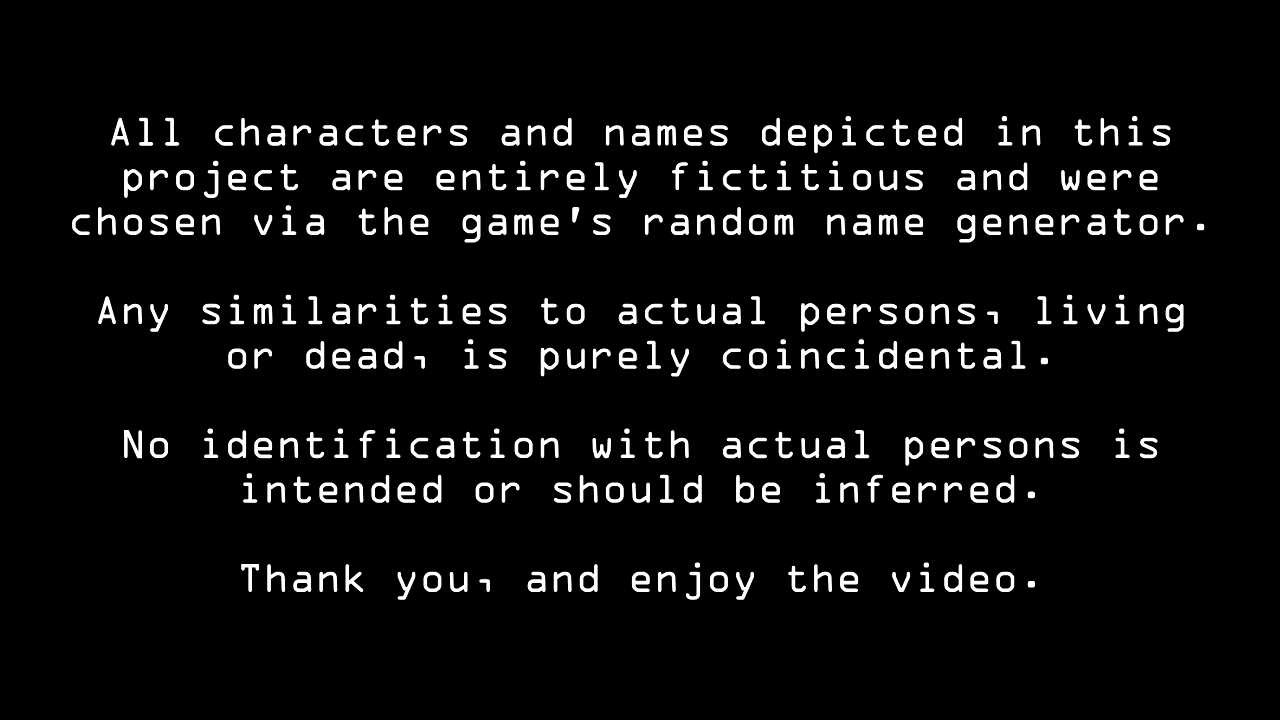 All characters and names depicted in this
project are entirely fictitious and were
chosen via the game's random name generator.
Any similarities to actual persons, living
or dead, is purely coincidental.
No identification with actual persons is
intended or should be inferred.
Thank you, and enjoy the video.